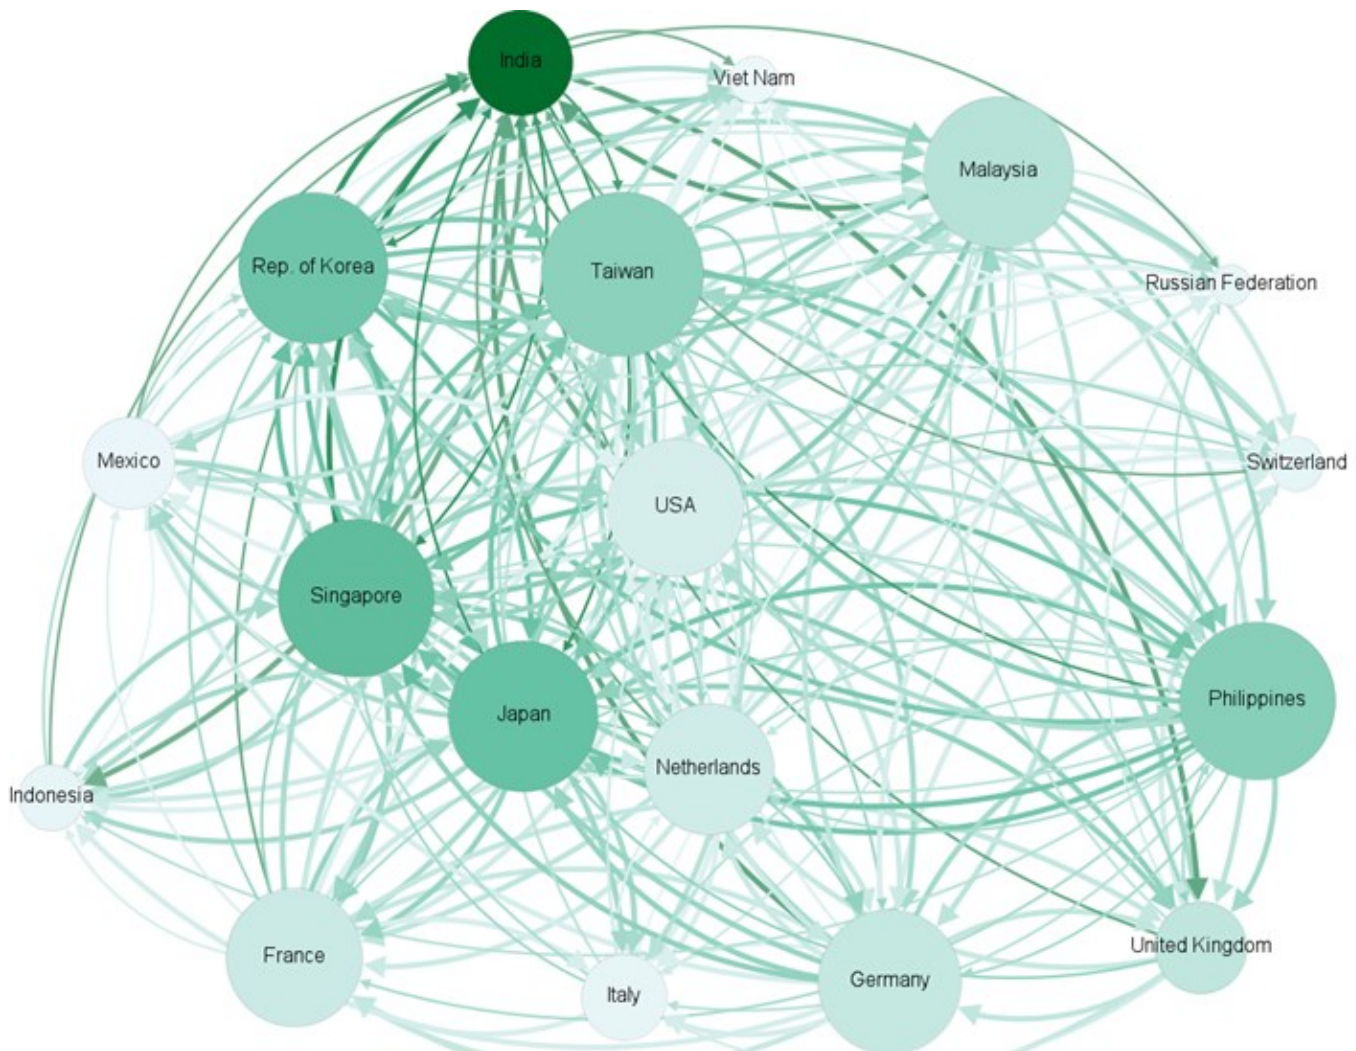 India
Viet Nam
Malaysia
Rep. of Korea
Taiwan
Russian Federation
Mexico
Switzerland
USA
Singapore
Philippines
Japan
Netherlands
Indonesia
United Kingdom
France
Germany
Italy